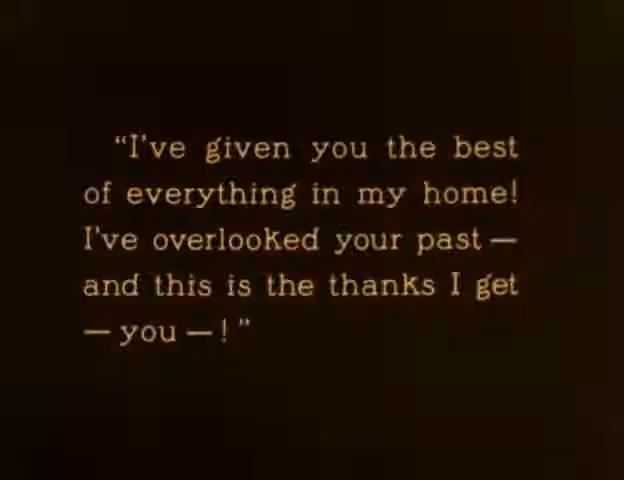 “I've given you the best
of everything in my home!
I've overlooked your past —
and this is the thanks I get
— you — ! ”